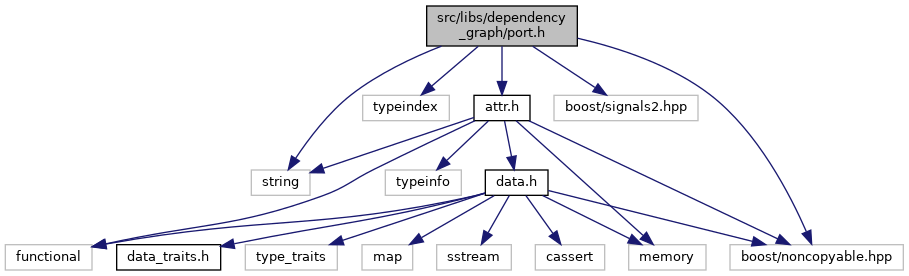 src/libs/dependency
_graph/port.h
typeindex
attr.h
boost/signals2.hpp
string
typeinfo
data.h
functional
data_traits.h
type_traits
map
sstream
cassert
memory
boost/noncopyable.hpp